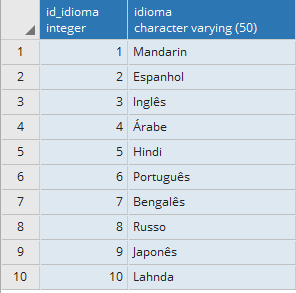 id_idioma idioma
integer character varying (50)
1 1 Mandarin
2 2 Espanhol
3 3 Inglês
4 4 Árabe
5 5 Hindi
6 6 Português
7 7 Bengalês
8 8 Russo
9 9 Japonês
10 10 Lahnda